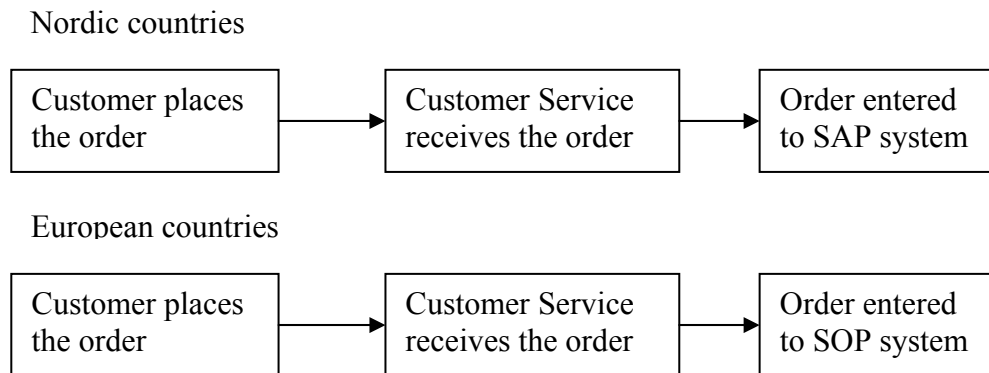 Nordic countries
Customer places
the order
Customer Service
receives the order
Order entered
to SAP system
European countries
Customer places
the order
Customer Service
receives the order
Order entered
to SOP system